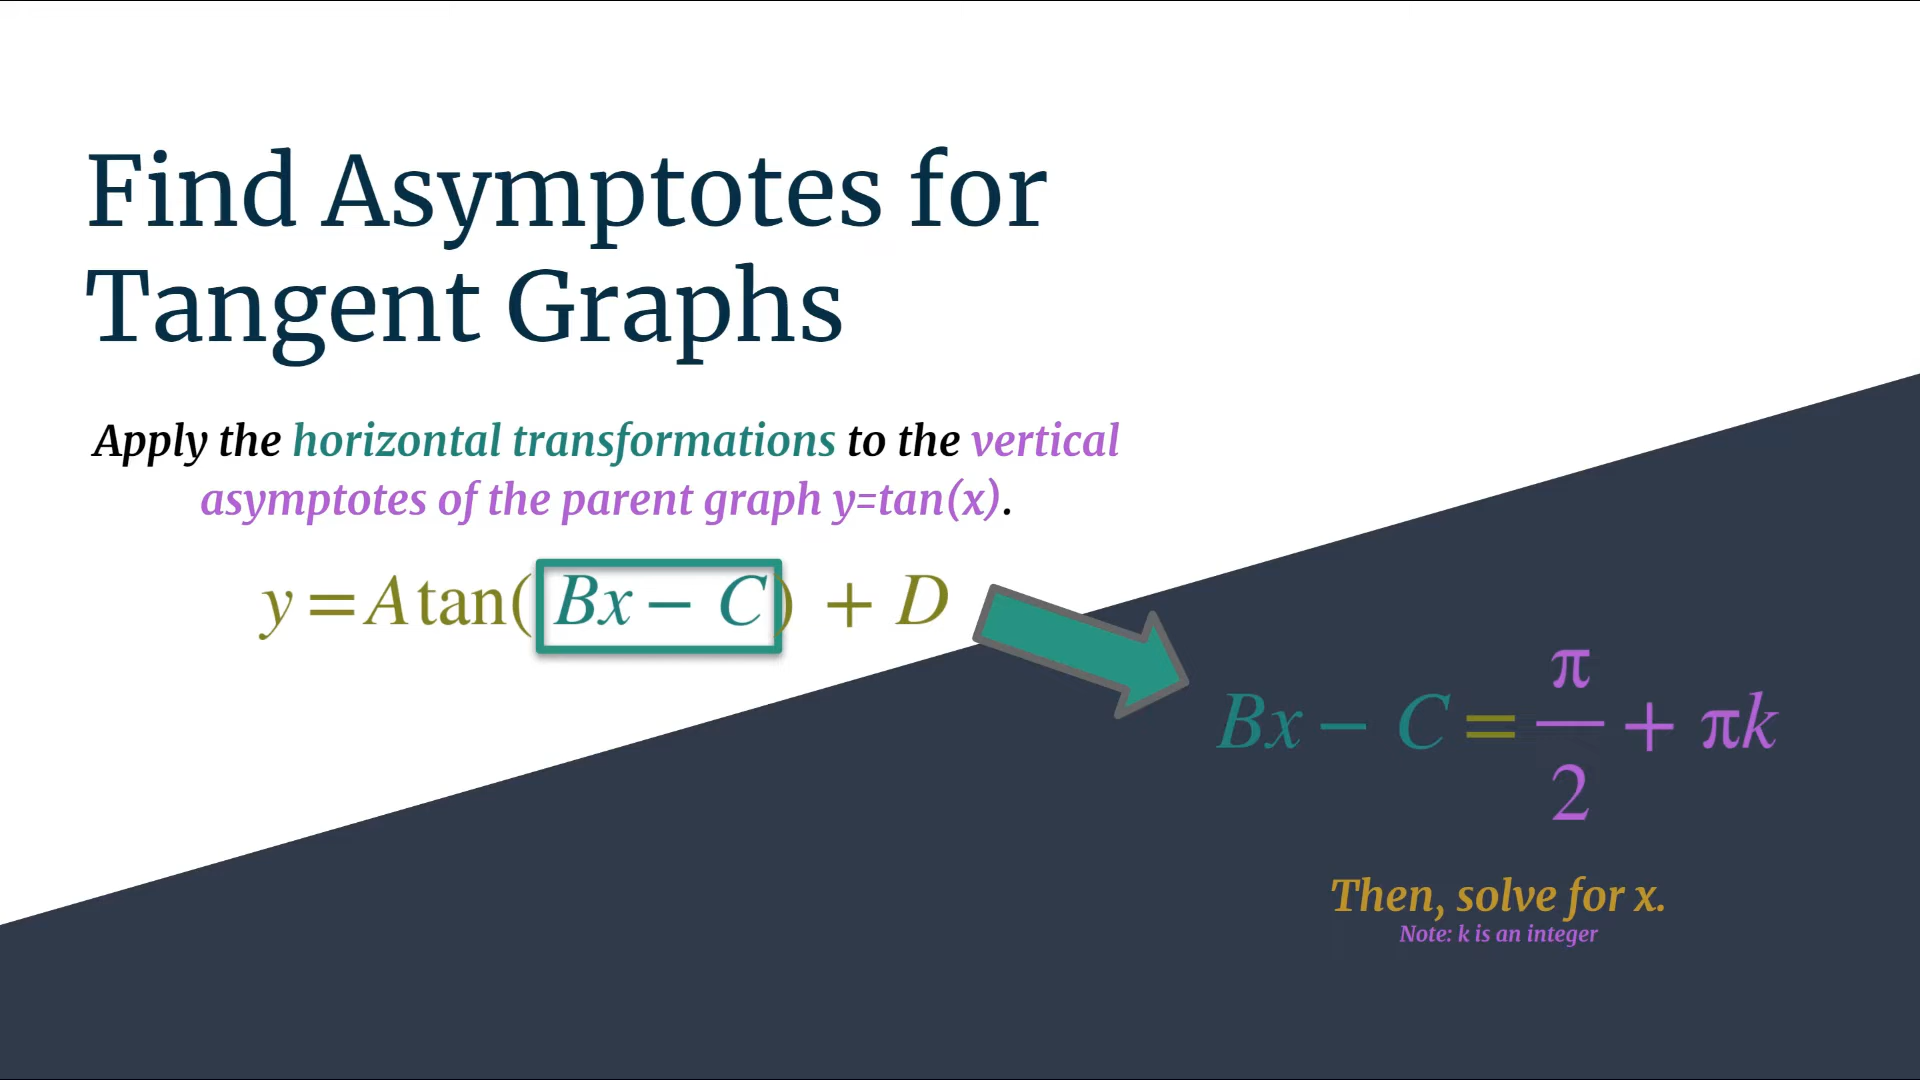 Find Asymptotes for
Tangent Graphs
Apply the horizontal transformations to the vertical
asymptotes of the parent graph y=tan(x).
y = A tan( Bx − C ) + D
Bx − C = π/2 + πk
Then, solve for x.
Note: k is an integer